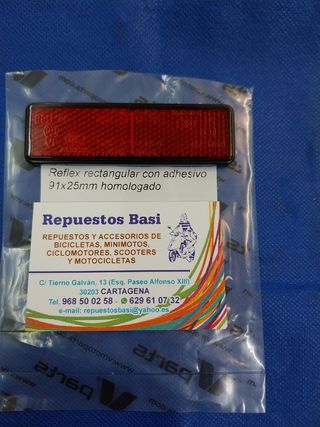 Reflex rectangular con adhesivo
91x25mm homologado
Repuestos Basi
REPUESTOS Y ACCESORIOS DE
BICICLETAS, MINIMOTOS,
CICLOMOTORES, SCOOTERS
Y MOTOCICLETAS
C/ Tierno Galván, 13 (Esq. Paseo Alfonso XIII)
30203 CARTAGENA
Tel. 968 50 02 58 - 629 61 07 32
e-mail: repuestosbasi@yahoo.es
parts